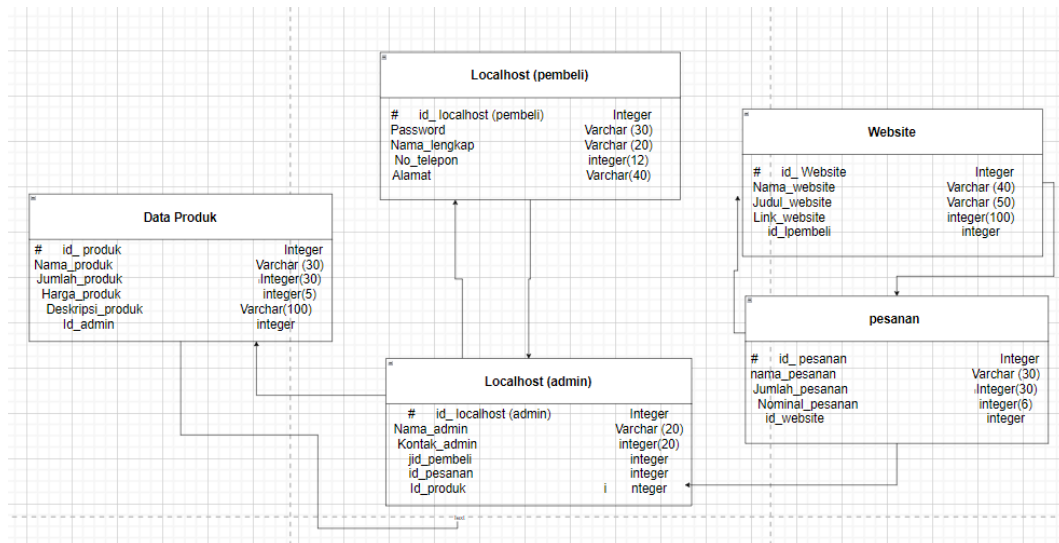 Localhost (pembeli)
# id_ localhost (pembeli) Integer
Password Varchar (30)
Nama_lengkap Varchar (20)
No_telepon integer(12)
Alamat Varchar(40)
Website
# id_ Website Integer
Nama_website Varchar (40)
Judul_website Varchar (50)
Link_website integer(100)
id_lpembeli integer
Data Produk
# id_ produk Integer
Nama_produk Varchar (30)
Jumlah_produk Integer(30)
Harga_produk integer(5)
Deskripsi_produk Varchar(100)
Id_admin integer
pesanan
# id_ pesanan Integer
nama_pesanan Varchar (30)
Jumlah_pesanan Integer(30)
Nominal_pesanan integer(6)
id_website integer
Localhost (admin)
# id_ localhost (admin) Integer
Nama_admin Varchar (20)
Kontak_admin integer(20)
jid_pembeli integer
id_pesanan integer
Id_produk i nteger